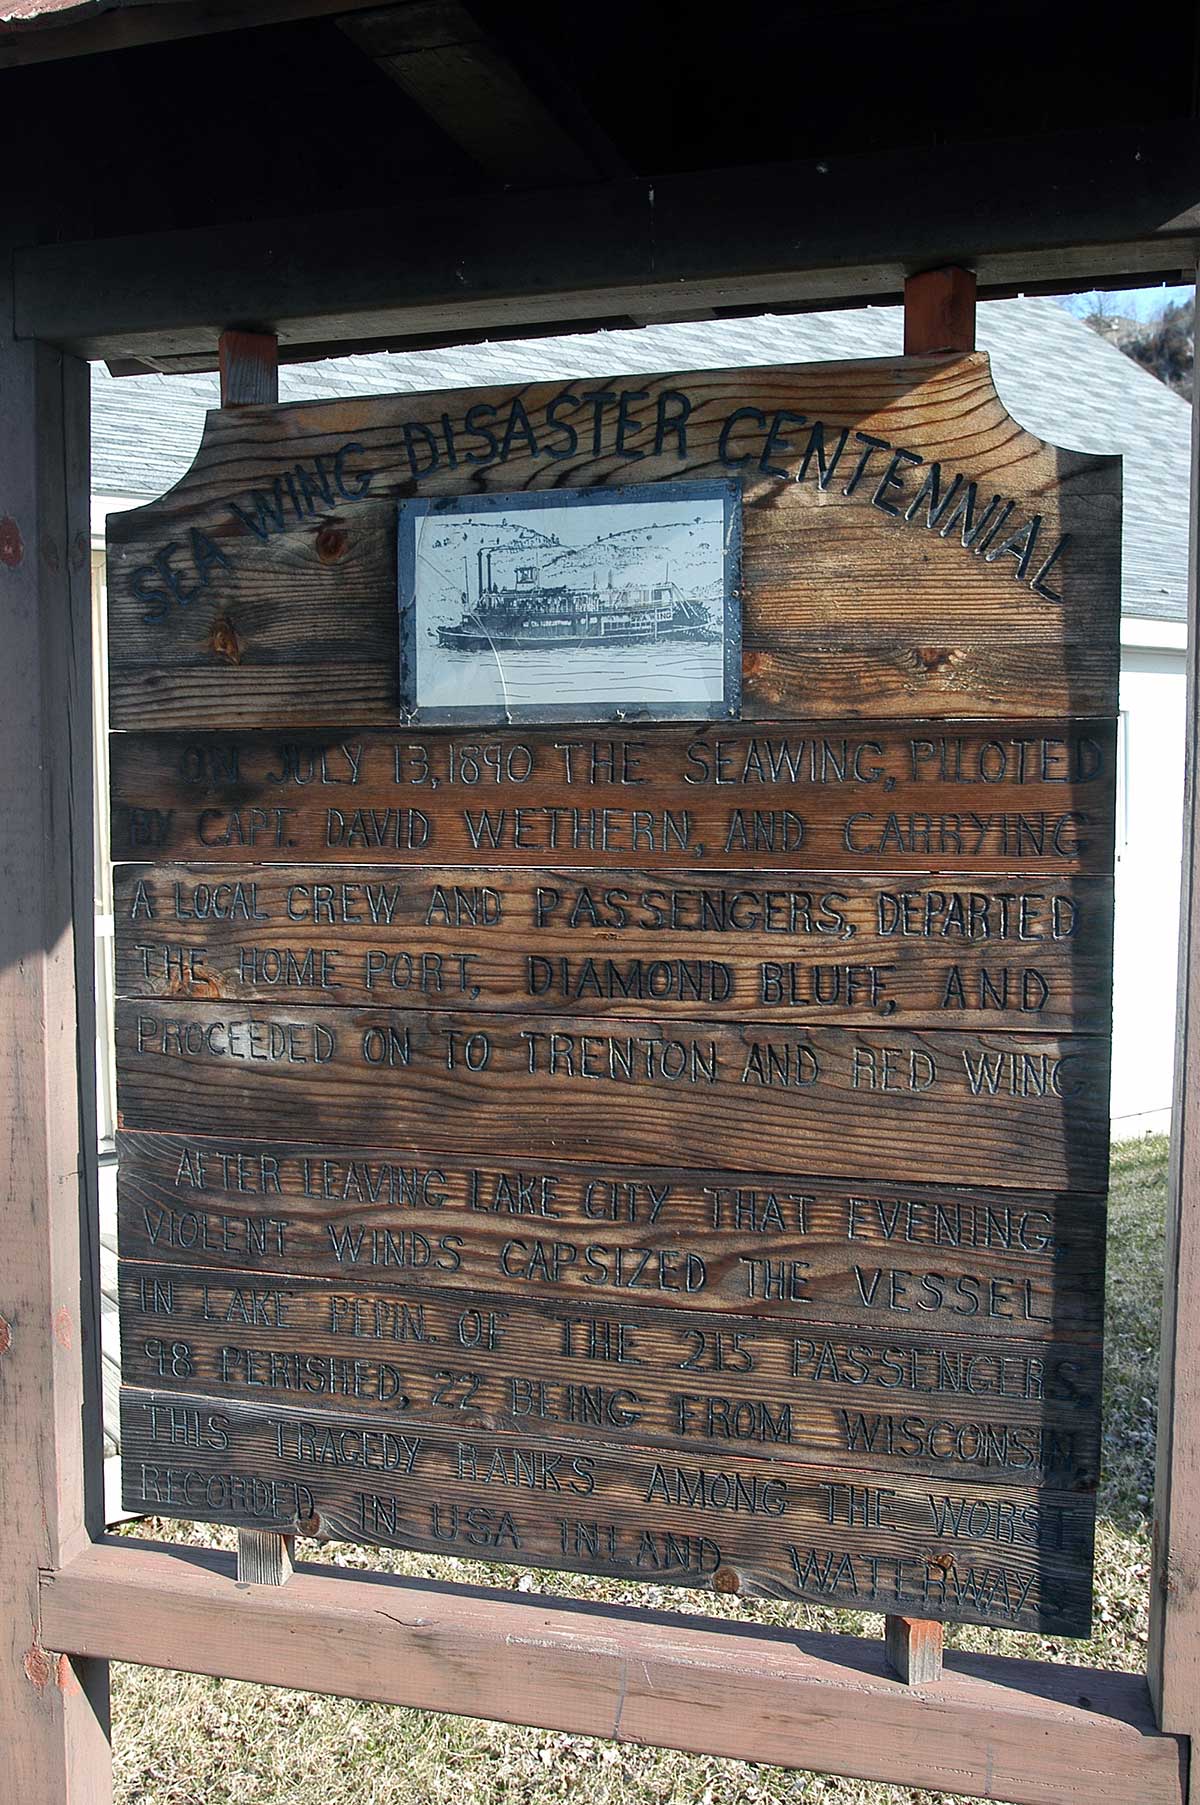 SEA WING DISASTER CENTENNIAL
WING
ON JULY 13, 1890 THE SEAWING, PILOTED
BY CAPT. DAVID WETHERN, AND CARRYING
A LOCAL CREW AND PASSENGERS, DEPARTED
THE HOME PORT, DIAMOND BLUFF, AND
PROCEEDED ON TO TRENTON AND RED WING
AFTER LEAVING LAKE CITY THAT EVENING,
VIOLENT WINDS CAPSIZED THE VESSEL
IN LAKE PEPIN. OF THE 215 PASSENGERS,
98 PERISHED, 22 BEING FROM WISCONSIN.
THIS TRAGEDY RANKS AMONG THE WORST
RECORDED IN USA INLAND WATERWAYS